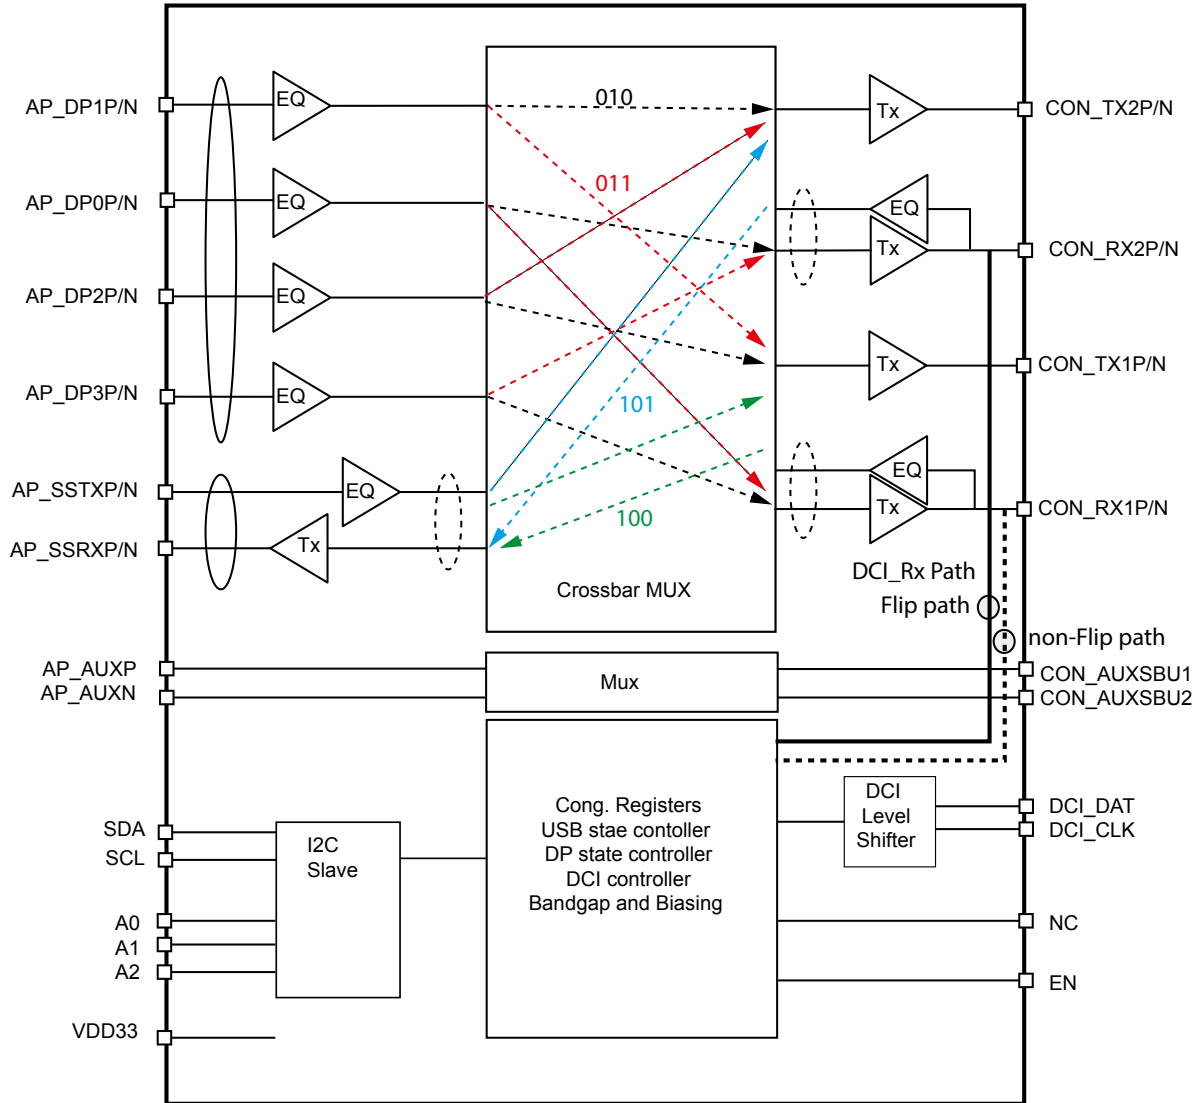 AP_DP1P/N
EQ
010
Tx
CON_TX2P/N
AP_DP0P/N
EQ
011
EQ
Tx
CON_RX2P/N
AP_DP2P/N
EQ
Tx
CON_TX1P/N
AP_DP3P/N
EQ
101
AP_SSTXP/N
EQ
EQ
Tx
CON_RX1P/N
100
AP_SSRXP/N
Tx
Crossbar MUX
DCI_Rx Path
Flip path
non-Flip path
AP_AUXP
AP_AUXN
Mux
CON_AUXSBU1
CON_AUXSBU2
SDA
SCL
A0
A1
A2
VDD33
I2C
Slave
Cong. Registers
USB stae contoller
DP state controller
DCI controller
Bandgap and Biasing
DCI
Level
Shifter
DCI_DAT
DCI_CLK
NC
EN